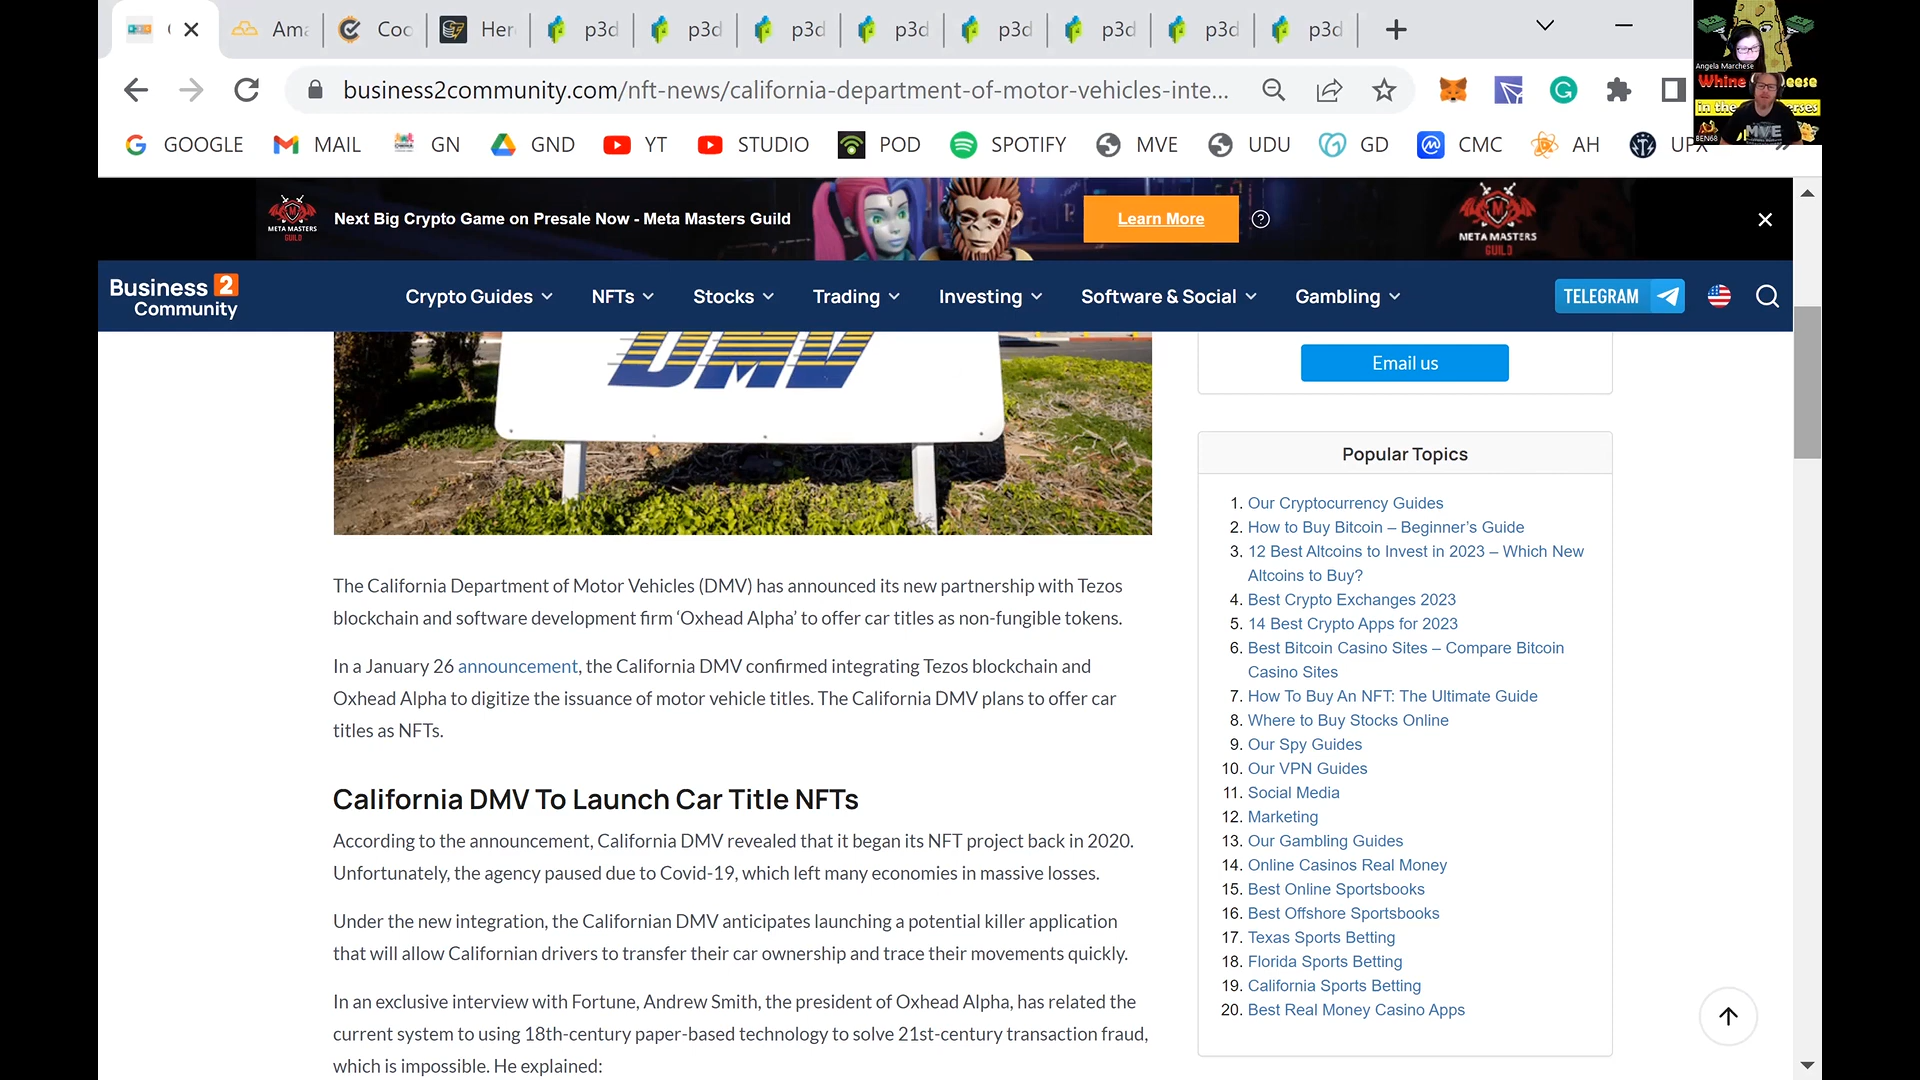 Ama
Coc
Her
p3d
p3d
p3d
p3d
p3d
p3d
p3d
p3d
Angela Marchese
Whine
eese
in the
erses
MVE
BEN68
business2community.com/nft-news/california-department-of-motor-vehicles-inte...
GOOGLE
MAIL
GN
GND
YT
STUDIO
POD
SPOTIFY
MVE
UDU
GD
CMC
AH
UPX
META MASTERS
GUILD
Next Big Crypto Game on Presale Now - Meta Masters Guild
Learn More
META MASTERS
GUILD
Business 2
Community
Crypto Guides
NFTs
Stocks
Trading
Investing
Software & Social
Gambling
TELEGRAM
DMV
The California Department of Motor Vehicles (DMV) has announced its new partnership with Tezos
blockchain and software development firm ‘Oxhead Alpha’ to offer car titles as non-fungible tokens.
In a January 26 announcement, the California DMV confirmed integrating Tezos blockchain and
Oxhead Alpha to digitize the issuance of motor vehicle titles. The California DMV plans to offer car
titles as NFTs.
California DMV To Launch Car Title NFTs
According to the announcement, California DMV revealed that it began its NFT project back in 2020.
Unfortunately, the agency paused due to Covid-19, which left many economies in massive losses.
Under the new integration, the Californian DMV anticipates launching a potential killer application
that will allow Californian drivers to transfer their car ownership and trace their movements quickly.
In an exclusive interview with Fortune, Andrew Smith, the president of Oxhead Alpha, has related the
current system to using 18th-century paper-based technology to solve 21st-century transaction fraud,
which is impossible. He explained:
Email us
Popular Topics
1. Our Cryptocurrency Guides
2. How to Buy Bitcoin – Beginner’s Guide
3. 12 Best Altcoins to Invest in 2023 – Which New
Altcoins to Buy?
4. Best Crypto Exchanges 2023
5. 14 Best Crypto Apps for 2023
6. Best Bitcoin Casino Sites – Compare Bitcoin
Casino Sites
7. How To Buy An NFT: The Ultimate Guide
8. Where to Buy Stocks Online
9. Our Spy Guides
10. Our VPN Guides
11. Social Media
12. Marketing
13. Our Gambling Guides
14. Online Casinos Real Money
15. Best Online Sportsbooks
16. Best Offshore Sportsbooks
17. Texas Sports Betting
18. Florida Sports Betting
19. California Sports Betting
20. Best Real Money Casino Apps